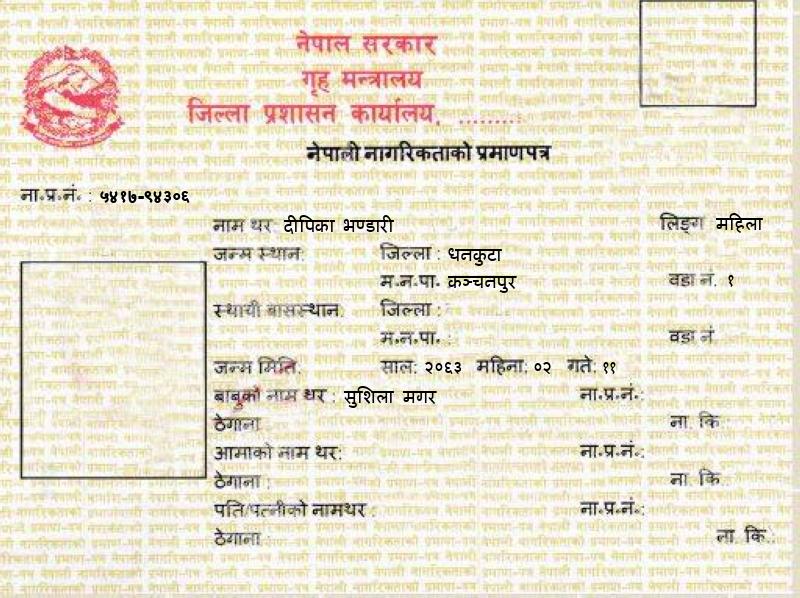 नेपाल सरकार
गृह मन्त्रालय
जिल्ला प्रशासन कार्यालय, .........
नेपाली नागरिकताको प्रमाणपत्र
ना.प्र.नं. : ५४१७-९४३०६
नाम थर दीपिका भण्डारी लिङ्ग महिला
जन्म स्थान: जिल्ला : धनकुटा
म.न.पा. कञ्चनपुर वडा नं. १
स्थायी बासस्थान: जिल्ला :
म.न.पा. : वडा नं.
जन्म मिति: साल: २०६३ महिना: ०२ गते: ११
बाबुको नाम थर : सुशिला मगर ना.प्र.नं.:
ठेगाना: ना. कि.:
आमाको नाम थर: ना.प्र.नं.:
ठेगाना : ना. कि.
पति/पत्नीको नामथर : ना.प्र.नं.:
ठेगाना : ना. कि.: